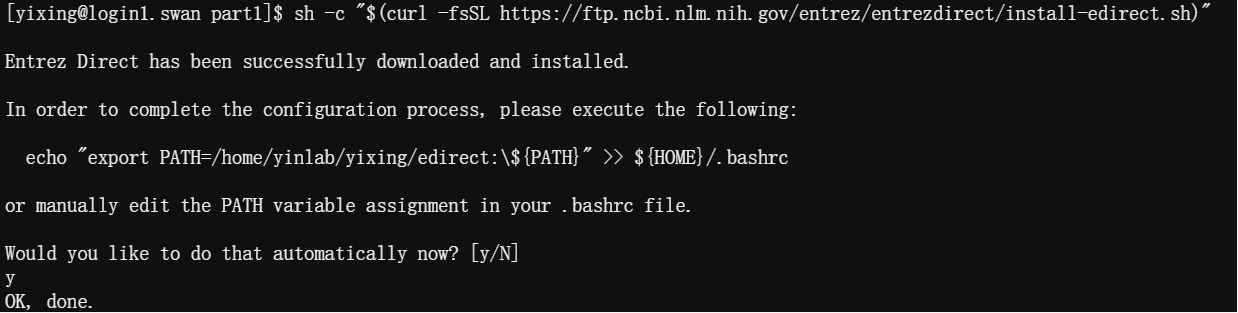 [yixing@login1.swan part1]$ sh -c "$(curl -fsSL https://ftp.ncbi.nlm.nih.gov/entrez/entrezdirect/install-edirect.sh)"
Entrez Direct has been successfully downloaded and installed.
In order to complete the configuration process, please execute the following:
echo "export PATH=/home/yinlab/yixing/edirect:\${PATH}" >> ${HOME}/.bashrc
or manually edit the PATH variable assignment in your .bashrc file.
Would you like to do that automatically now? [y/N]
y
OK, done.